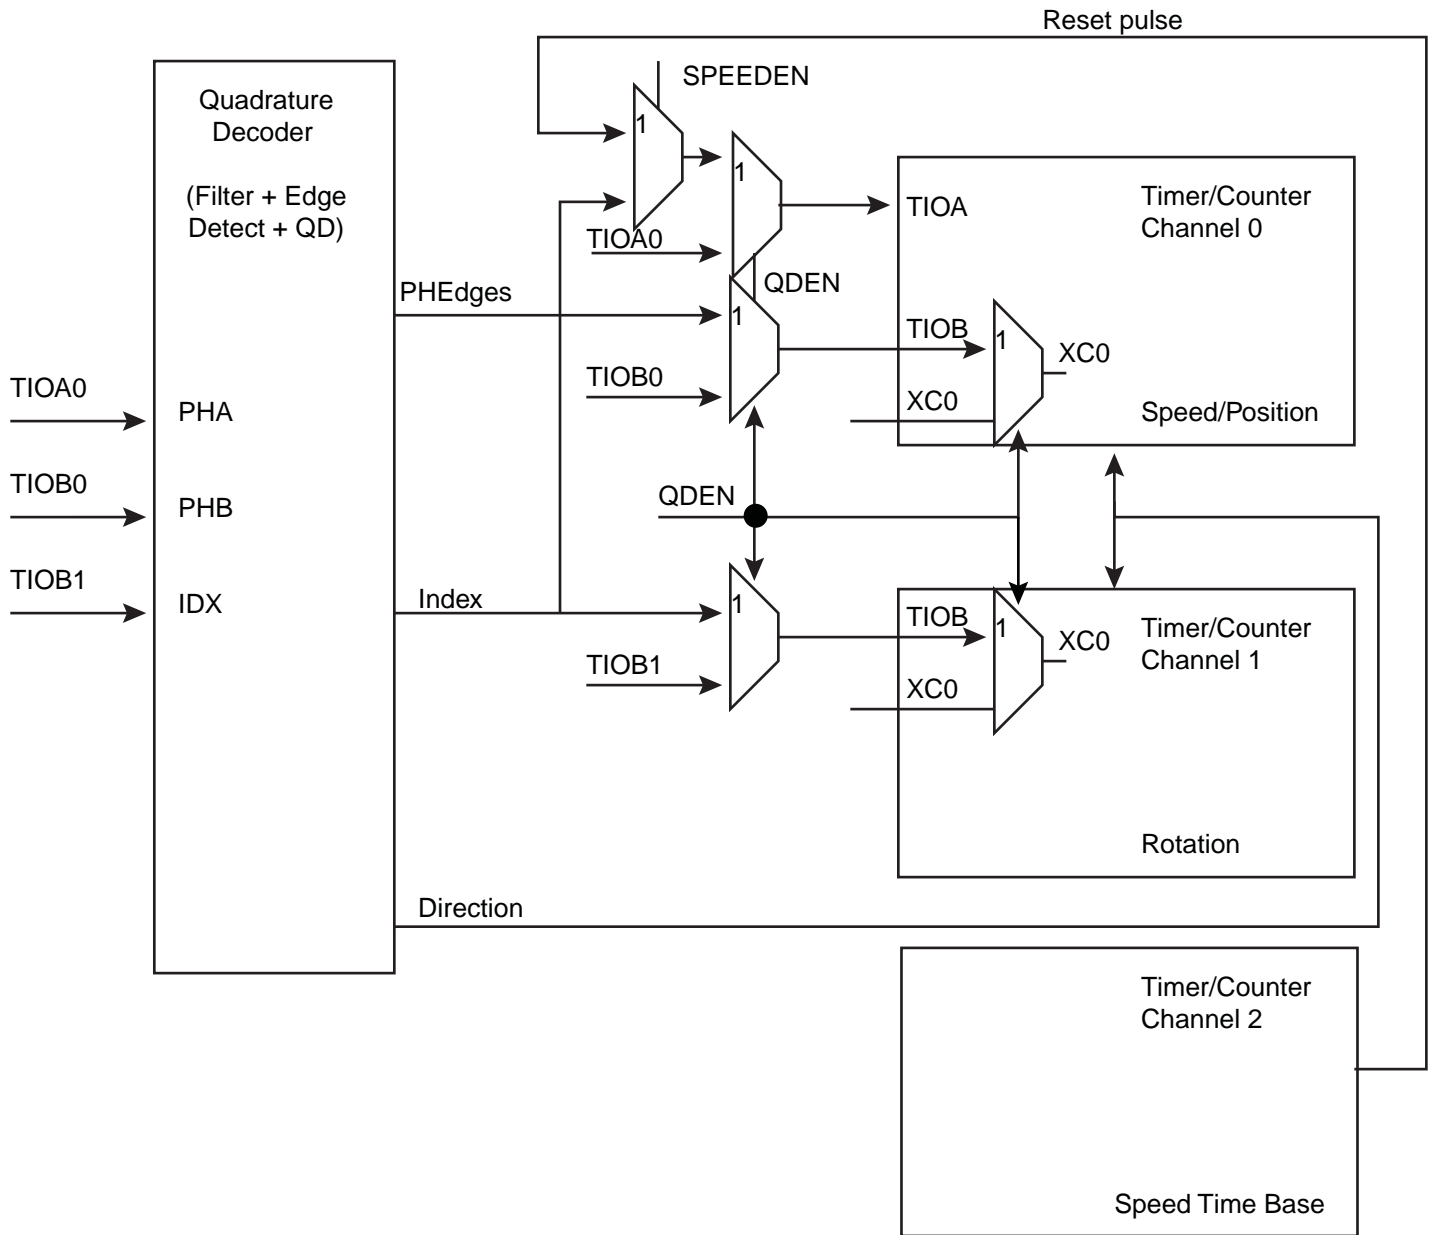 Reset pulse
SPEEDEN
Quadrature
Decoder
(Filter + Edge
Detect + QD)
1
1
TIOA0
TIOA
Timer/Counter
Channel 0
QDEN
PHEdges
1
TIOB
1
XC0
TIOB0
XC0
Speed/Position
TIOA0
PHA
TIOB0
PHB
QDEN
TIOB1
IDX
Index
1
TIOB
1
XC0
Timer/Counter
Channel 1
TIOB1
XC0
Rotation
Direction
Timer/Counter
Channel 2
Speed Time Base